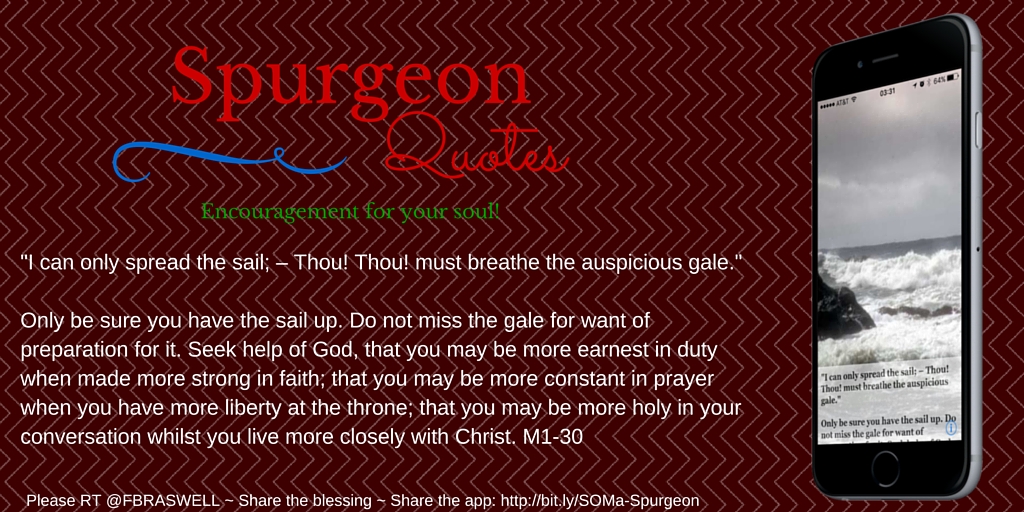 Spurgeon
Quotes
Encouragement for your soul!
"I can only spread the sail; – Thou! Thou! must breathe the auspicious gale."
Only be sure you have the sail up. Do not miss the gale for want of
preparation for it. Seek help of God, that you may be more earnest in duty
when made more strong in faith; that you may be more constant in prayer
when you have more liberty at the throne; that you may be more holy in your
conversation whilst you live more closely with Christ. M1-30
Please RT @FBRASWELL ~ Share the blessing ~ Share the app: http://bit.ly/SOMa-Spurgeon
AT&T 03:31 64%
"I can only spread the sail; – Thou!
Thou! must breathe the auspicious
gale."
Only be sure you have the sail up. Do
not miss the gale for want of